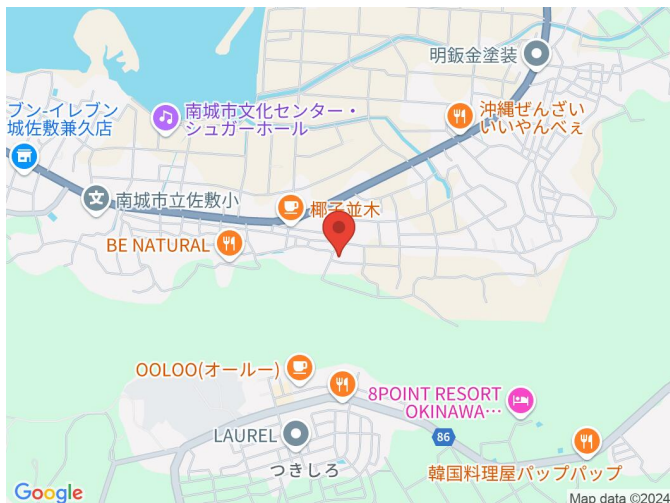 明鈑金塗装
ブン‐イレブン
城佐敷兼久店
南城市文化センター・
シュガーホール
沖縄ぜんざい
いいやんべぇ
南城市立佐敷小
椰子並木
BE NATURAL
OOLOO(オールー)
8POINT RESORT
OKINAWA…
LAUREL
86
つきしろ
韓国料理屋パップパップ
Google
Map data ©2024